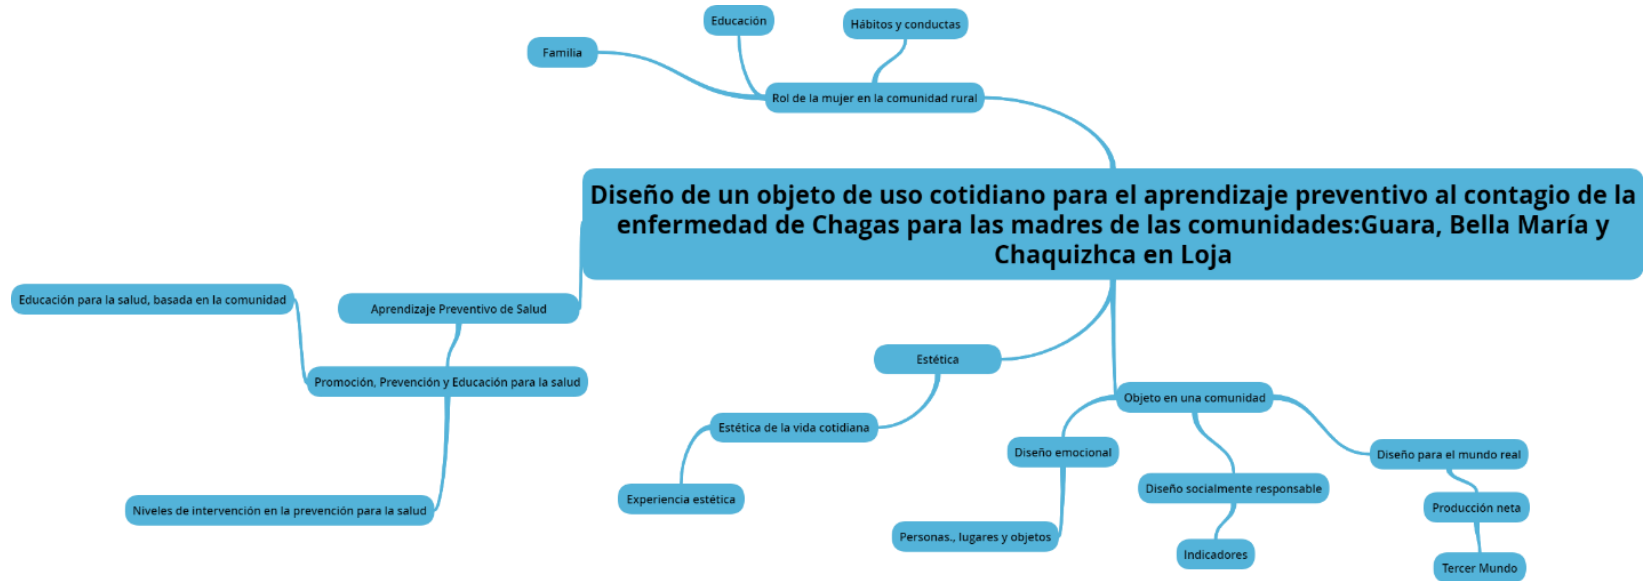 Educación
Hábitos y conductas
Familia
Rol de la mujer en la comunidad rural
Diseño de un objeto de uso cotidiano para el aprendizaje preventivo al contagio de la
enfermedad de Chagas para las madres de las comunidades:Guara, Bella María y
Chaquizhca en Loja
Educación para la salud, basada en la comunidad
Aprendizaje Preventivo de Salud
Promoción, Prevención y Educación para la salud
Niveles de intervención en la prevención para la salud
Estética
Estética de la vida cotidiana
Experiencia estética
Objeto en una comunidad
Diseño emocional
Personas., lugares y objetos
Diseño socialmente responsable
Indicadores
Diseño para el mundo real
Producción neta
Tercer Mundo